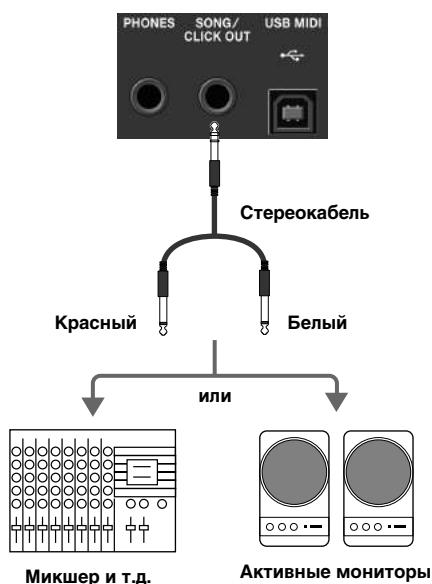 PHONES
SONG/
CLICK OUT
USB MIDI
Стереокабель
Красный
Белый
или
Микшер и т.д.
Активные мониторы